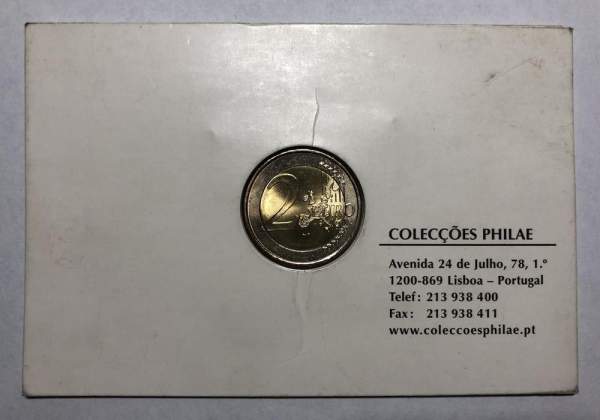 2 EURO
COLECÇÕES PHILAE
Avenida 24 de Julho, 78, 1.º
1200-869 Lisboa – Portugal
Telef: 213 938 400
Fax: 213 938 411
www.coleccoesphilae.pt